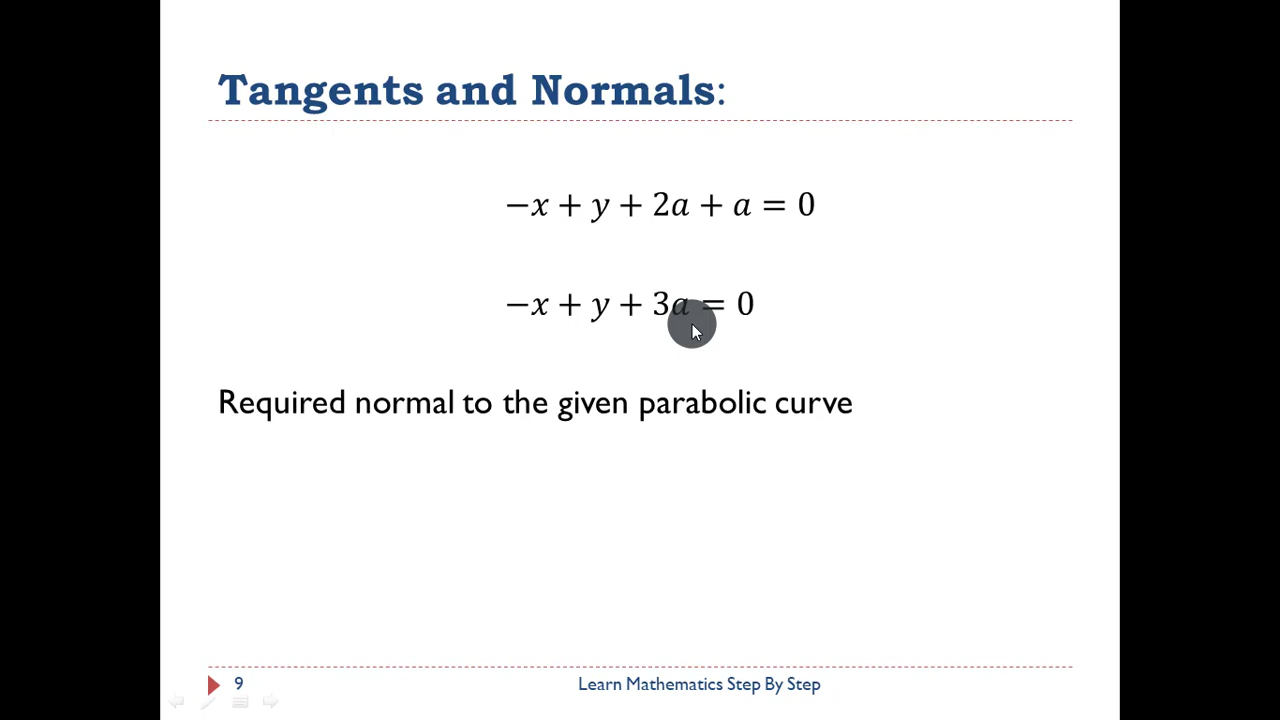 Tangents and Normals:
−x + y + 2a + a = 0
−x + y + 3a = 0
Required normal to the given parabolic curve
9
Learn Mathematics Step By Step